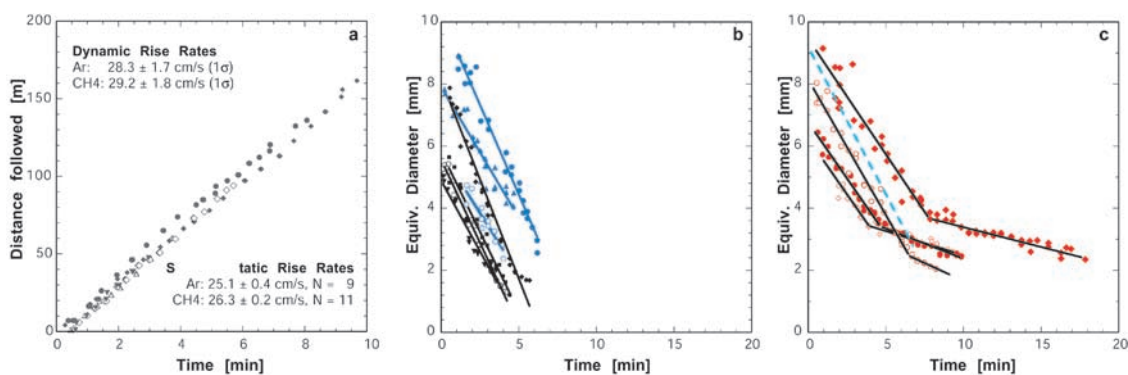 a
Dynamic Rise Rates
Ar: 28.3 ± 1.7 cm/s (1σ)
CH4: 29.2 ± 1.8 cm/s (1σ)
S tatic Rise Rates
Ar: 25.1 ± 0.4 cm/s, N = 9
CH4: 26.3 ± 0.2 cm/s, N = 11
Distance followed [m]
200
150
100
50
0
0 2 4 6 8 10
Time [min]
b
Equiv. Diameter [mm]
10
8
6
4
2
0
0 5 10 15 20
Time [min]
c
Equiv. Diameter [mm]
10
8
6
4
2
0
0 5 10 15 20
Time [min]